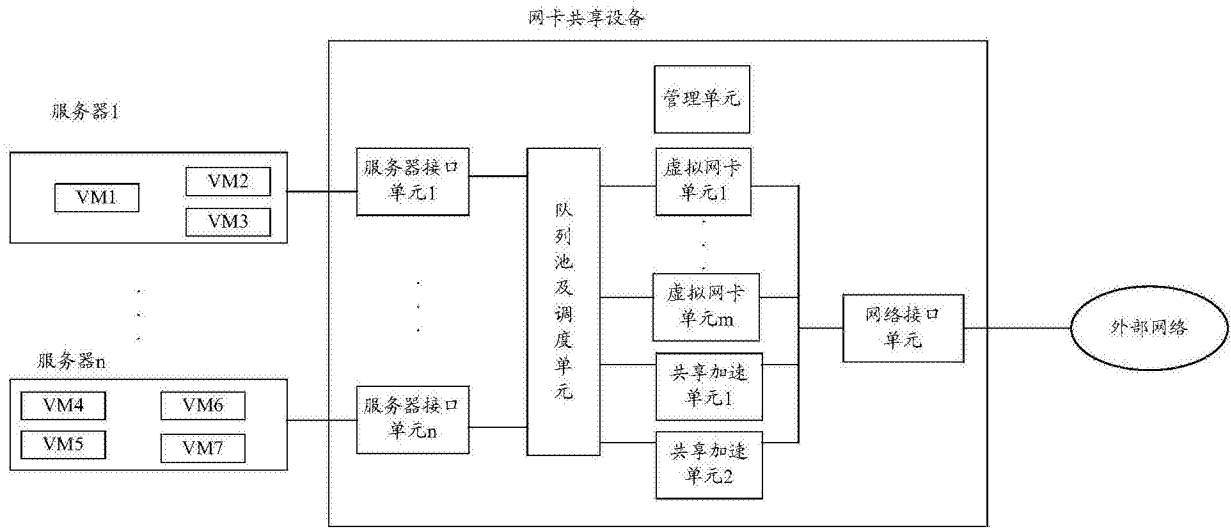 网卡共享设备
服务器1
VM1
VM2
VM3
服务器n
VM4
VM5
VM6
VM7
服务器接口
单元1
服务器接口
单元n
队
列
池
及
调
度
单
元
管理单元
虚拟网卡
单元1
虚拟网卡
单元m
共享加速
单元1
共享加速
单元2
网络接口
单元
外部网络